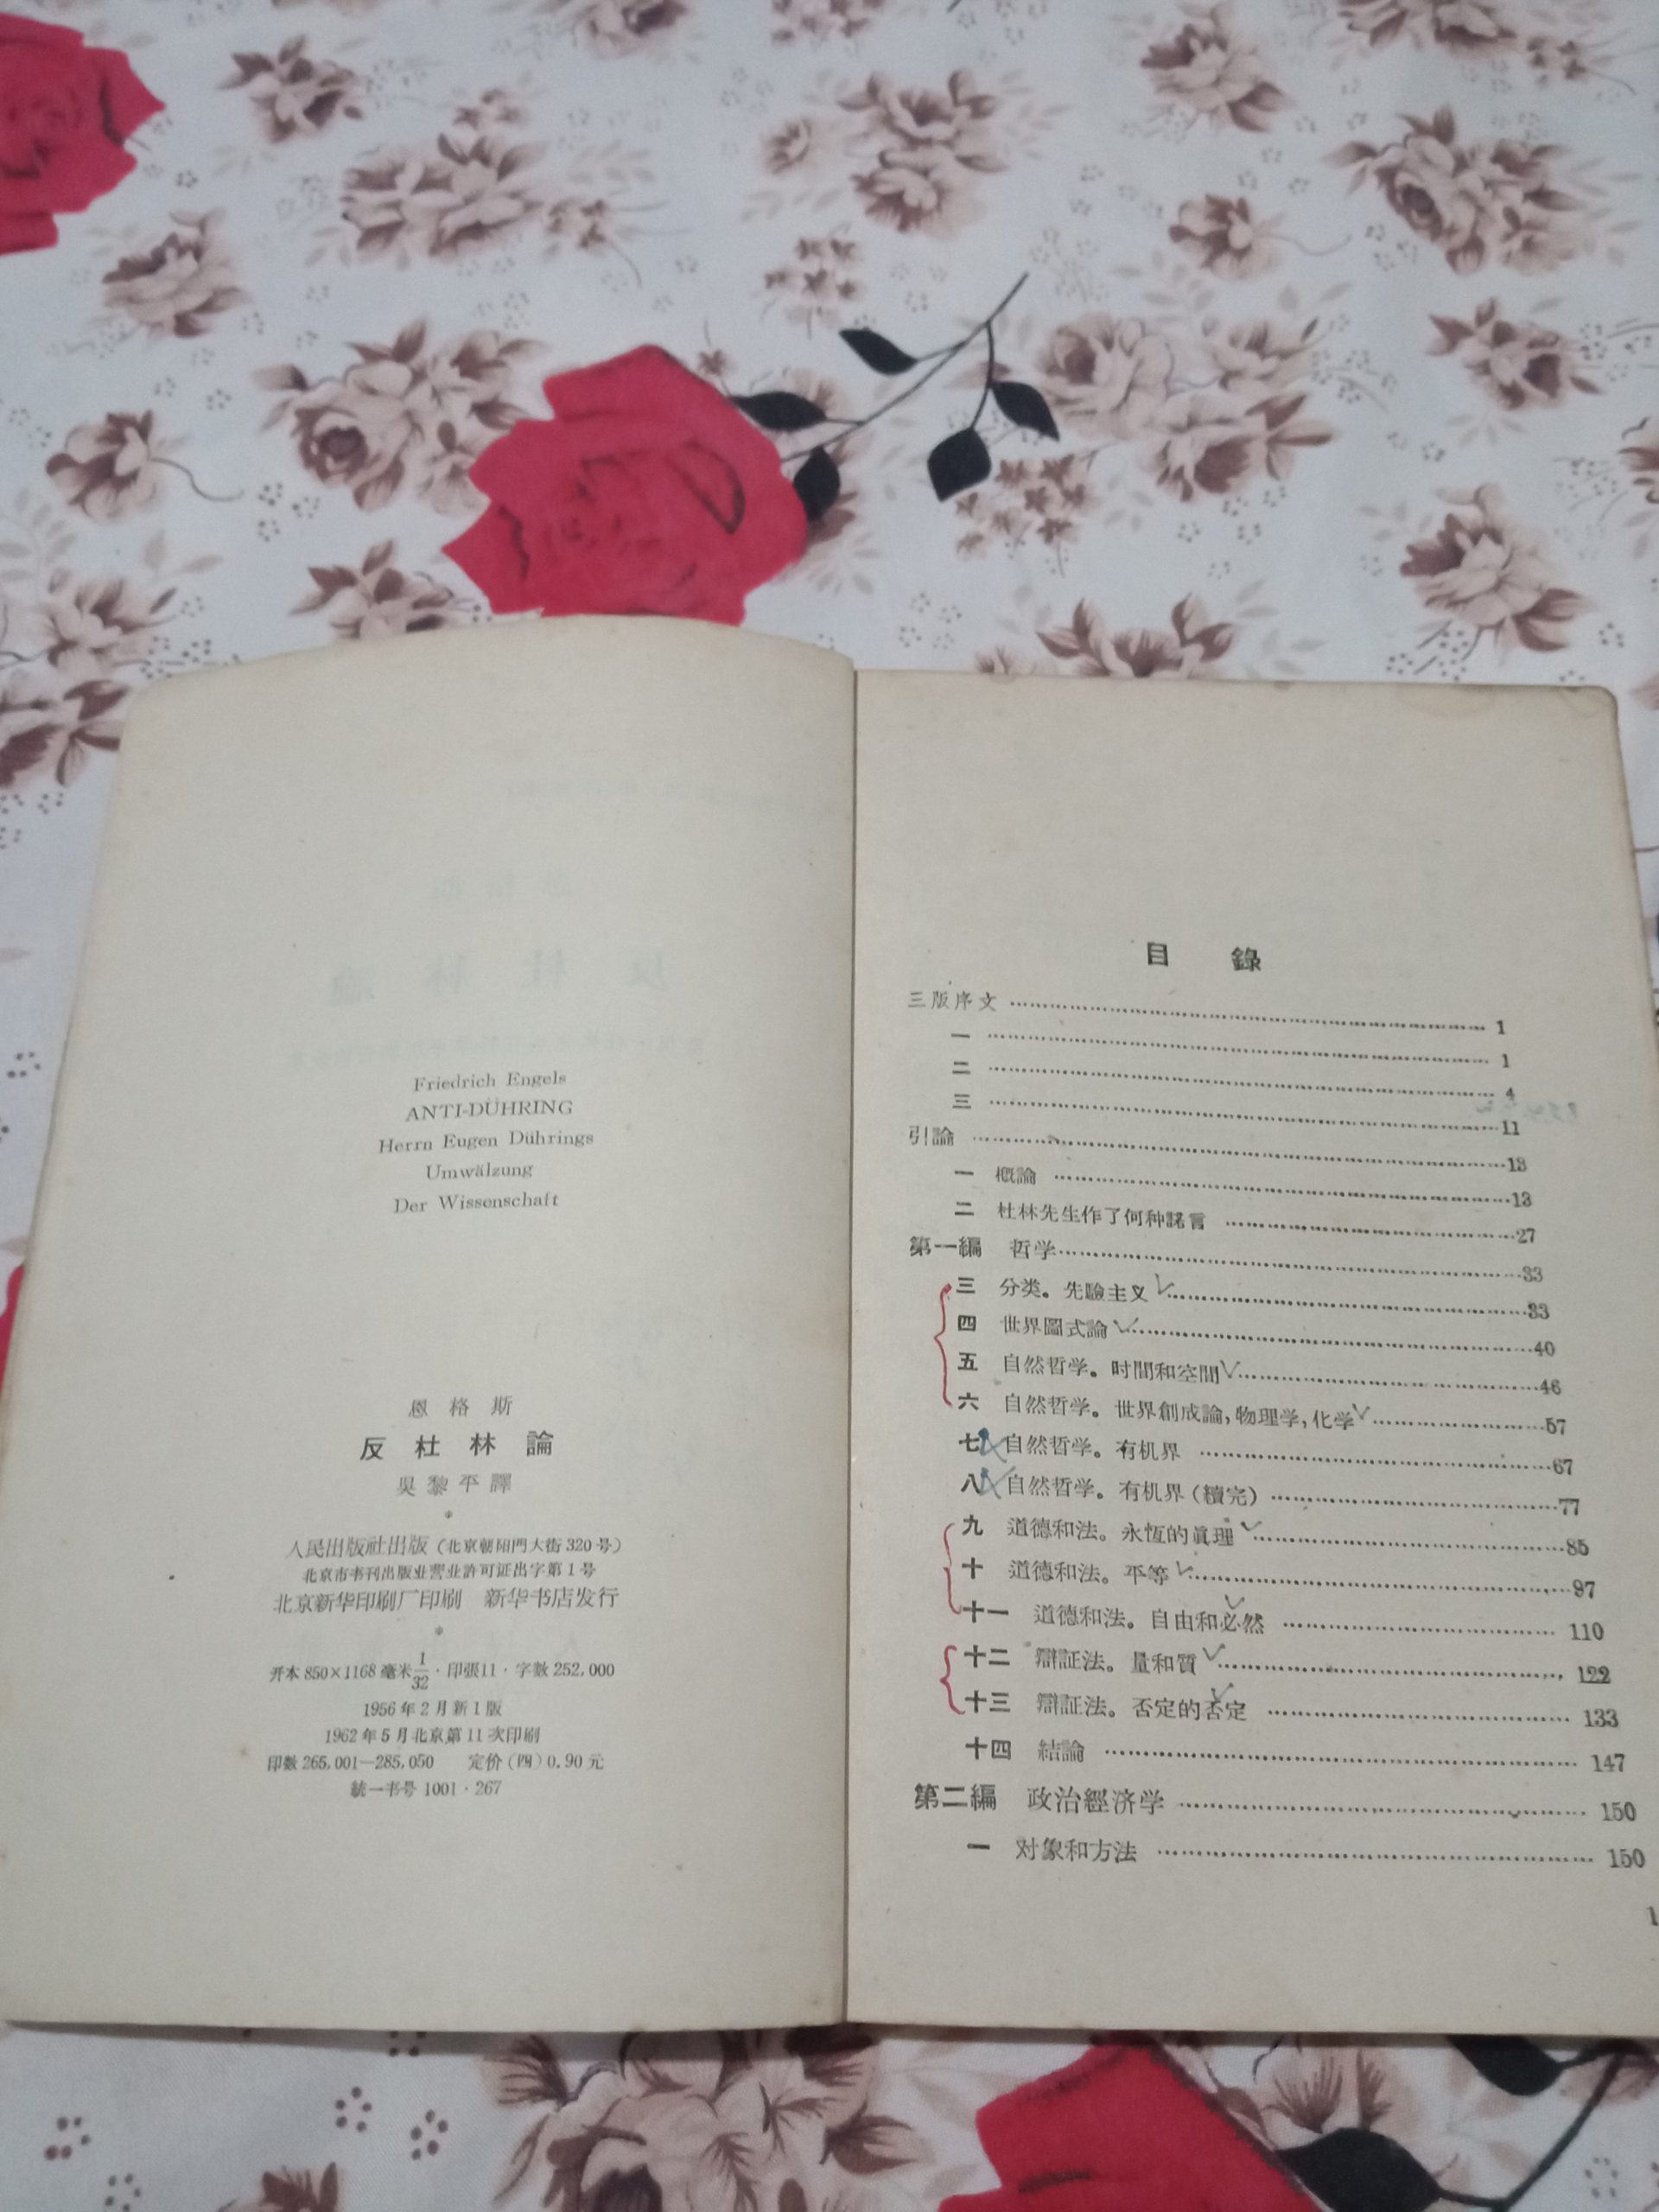 Friedrich Engels
ANTI-DÜHRING
Herrn Eugen Dührings
Umwälzung
Der Wissenschaft
恩格斯
反杜林論
吳黎平譯
*
人民出版社出版(北京朝阳門大街320号)
北京市书刊出版业营业許可証出字第1号
北京新华印刷厂印刷 新华书店发行
*
开本850×1168毫米1/32·印張11·字數252,000
1956年2月新1版
1962年5月北京第11次印刷
印數265,001—285,050 定价(四)0.90元
統一书号1001·267
目錄
三版序文 …… 1
一 …… 1
二 …… 4
三 …… 11
引論 …… 13
一 概論 …… 13
二 杜林先生作了何种諾言 …… 27
第一編 哲学 …… 33
三 分类。先驗主义 …… 33
四 世界圖式論 …… 40
五 自然哲学。时間和空間 …… 46
六 自然哲学。世界創成論,物理学,化学 …… 57
七 自然哲学。有机界 …… 67
八 自然哲学。有机界(續完) …… 77
九 道德和法。永恆的眞理 …… 85
十 道德和法。平等 …… 97
十一 道德和法。自由和必然 …… 110
十二 辯証法。量和質 …… 122
十三 辯証法。否定的否定 …… 133
十四 結論 …… 147
第二編 政治經济学 …… 150
一 对象和方法 …… 150
1